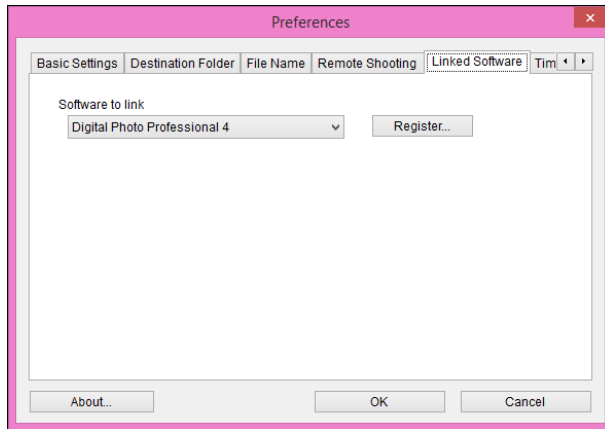 Preferences
Basic Settings Destination Folder File Name Remote Shooting Linked Software Tim
Software to link
Digital Photo Professional 4 Register...
About... OK Cancel